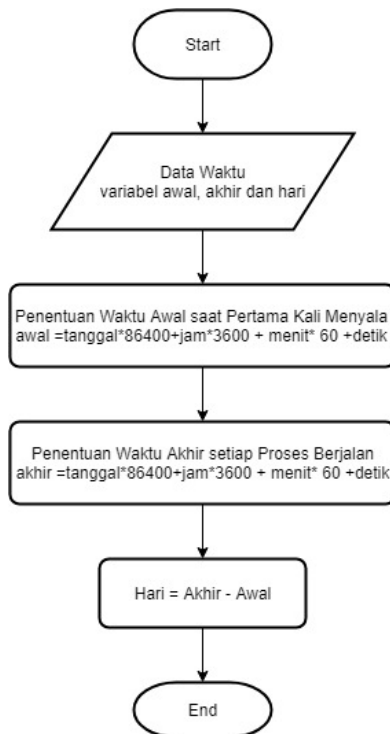 Start
Data Waktu
variabel awal, akhir dan hari
Penentuan Waktu Awal saat Pertama Kali Menyala
awal =tanggal*86400+jam*3600 + menit* 60 +detik
Penentuan Waktu Akhir setiap Proses Berjalan
akhir =tanggal*86400+jam*3600 + menit* 60 +detik
Hari = Akhir - Awal
End